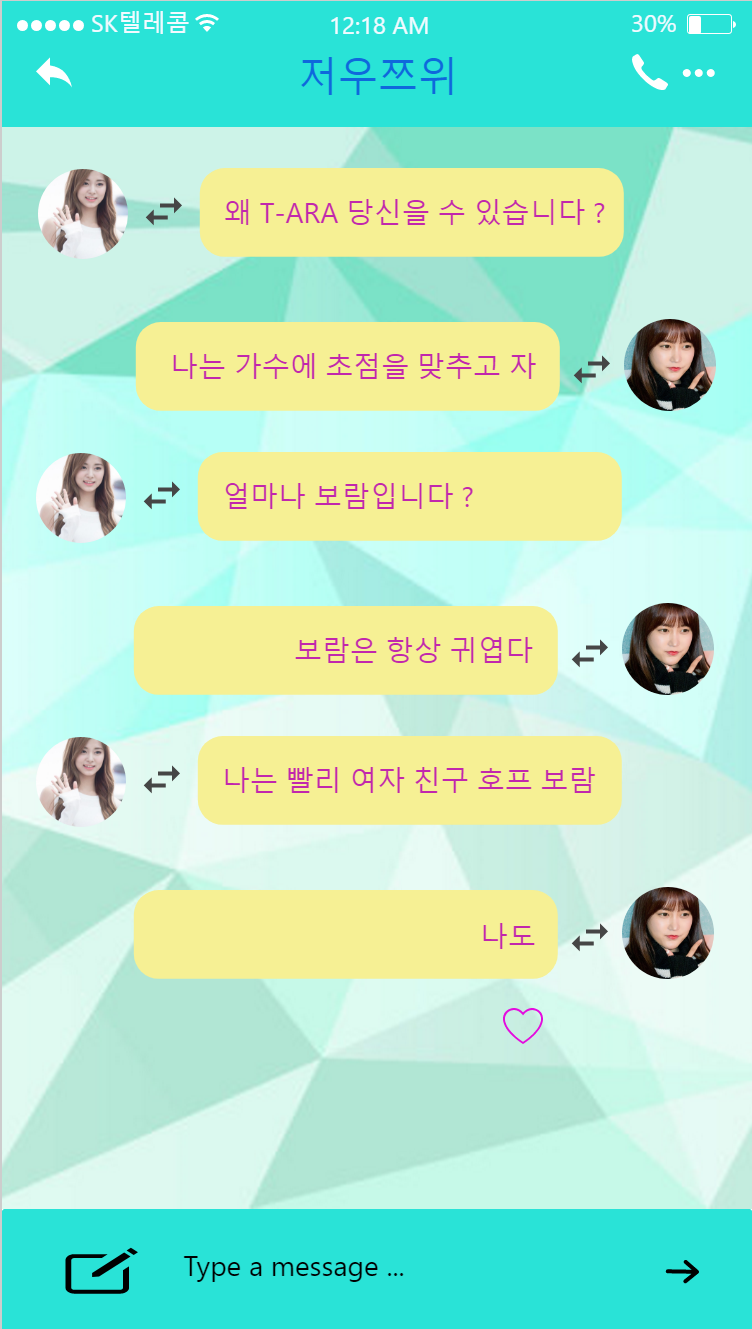 SK텔레콤 12:18 AM 30%
저우쯔위
왜 T-ARA 당신을 수 있습니다 ?
나는 가수에 초점을 맞추고 자
얼마나 보람입니다 ?
보람은 항상 귀엽다
나는 빨리 여자 친구 호프 보람
나도
Type a message ...